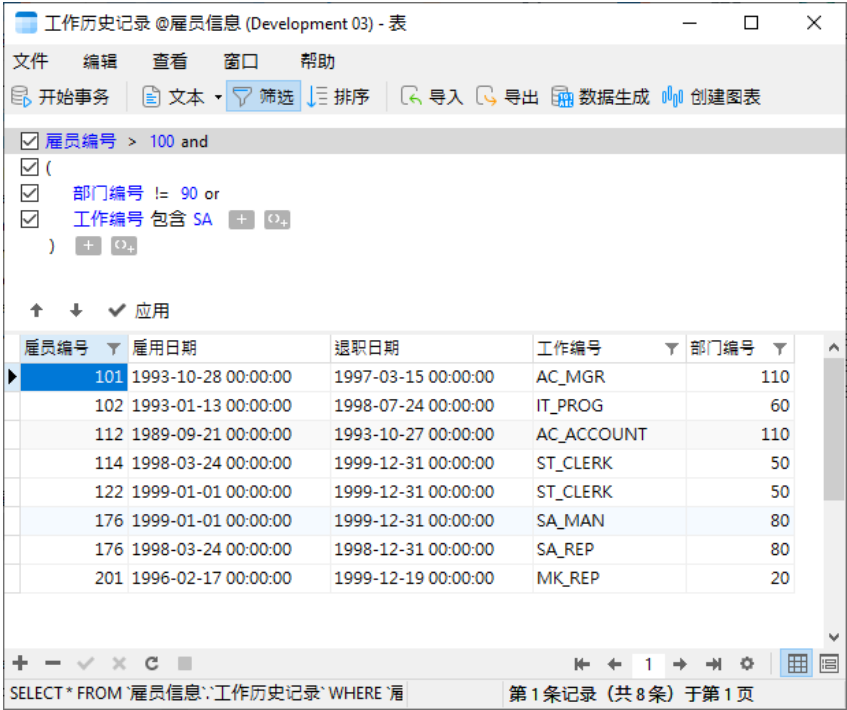 工作历史记录 @雇员信息 (Development 03) - 表
文件 编辑 查看 窗口 帮助
开始事务 文本 筛选 排序 导入 导出 数据生成 创建图表
雇员编号 > 100 and
(
部门编号 != 90 or
工作编号 包含 SA
)
应用
雇员编号 雇用日期 退职日期 工作编号 部门编号
101 1993-10-28 00:00:00 1997-03-15 00:00:00 AC_MGR 110
102 1993-01-13 00:00:00 1998-07-24 00:00:00 IT_PROG 60
112 1989-09-21 00:00:00 1993-10-27 00:00:00 AC_ACCOUNT 110
114 1998-03-24 00:00:00 1999-12-31 00:00:00 ST_CLERK 50
122 1999-01-01 00:00:00 1999-12-31 00:00:00 ST_CLERK 50
176 1999-01-01 00:00:00 1999-12-31 00:00:00 SA_MAN 80
176 1998-03-24 00:00:00 1998-12-31 00:00:00 SA_REP 80
201 1996-02-17 00:00:00 1999-12-19 00:00:00 MK_REP 20
1
SELECT * FROM `雇员信息`.`工作历史记录` WHERE `雇 第 1 条记录 (共 8 条) 于第 1 页